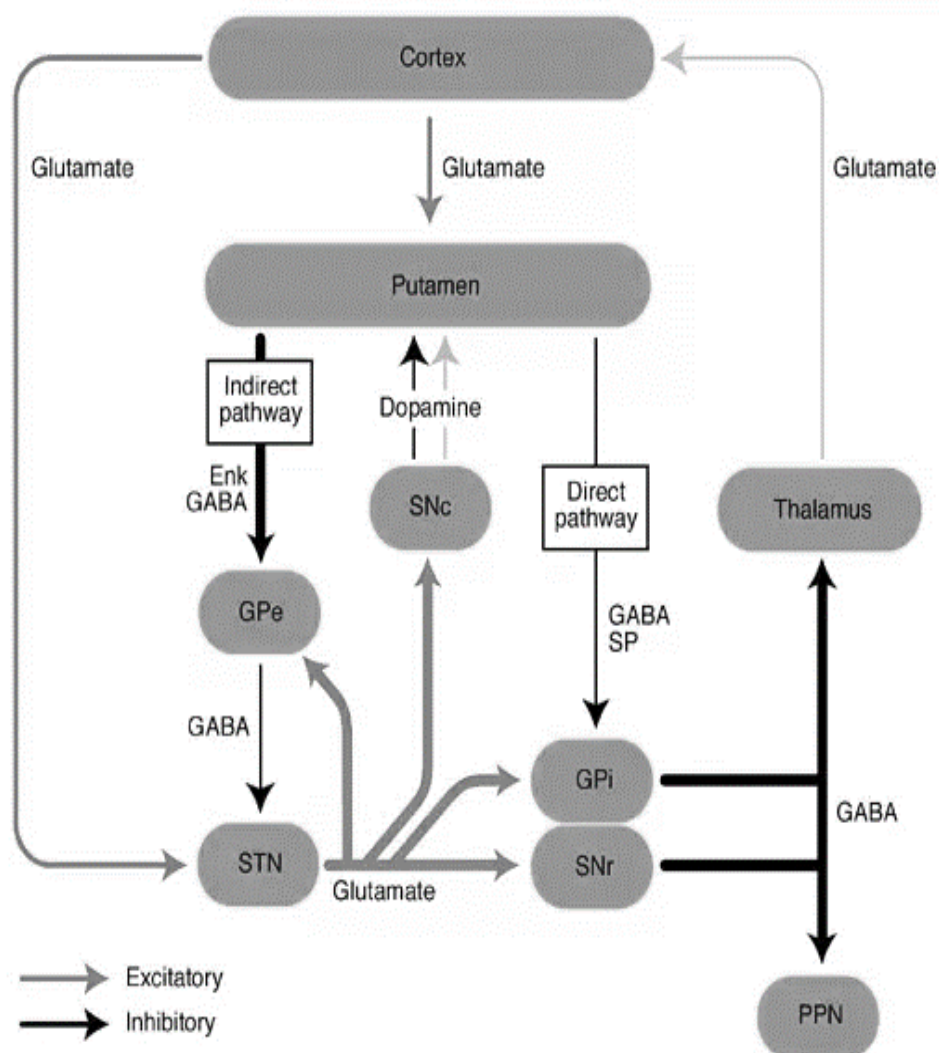 Cortex
Glutamate
Glutamate
Glutamate
Putamen
Indirect
pathway
Dopamine
Enk
GABA
SNc
Direct
pathway
Thalamus
GPe
GABA
SP
GABA
GPi
GABA
STN
SNr
Glutamate
Excitatory
Inhibitory
PPN